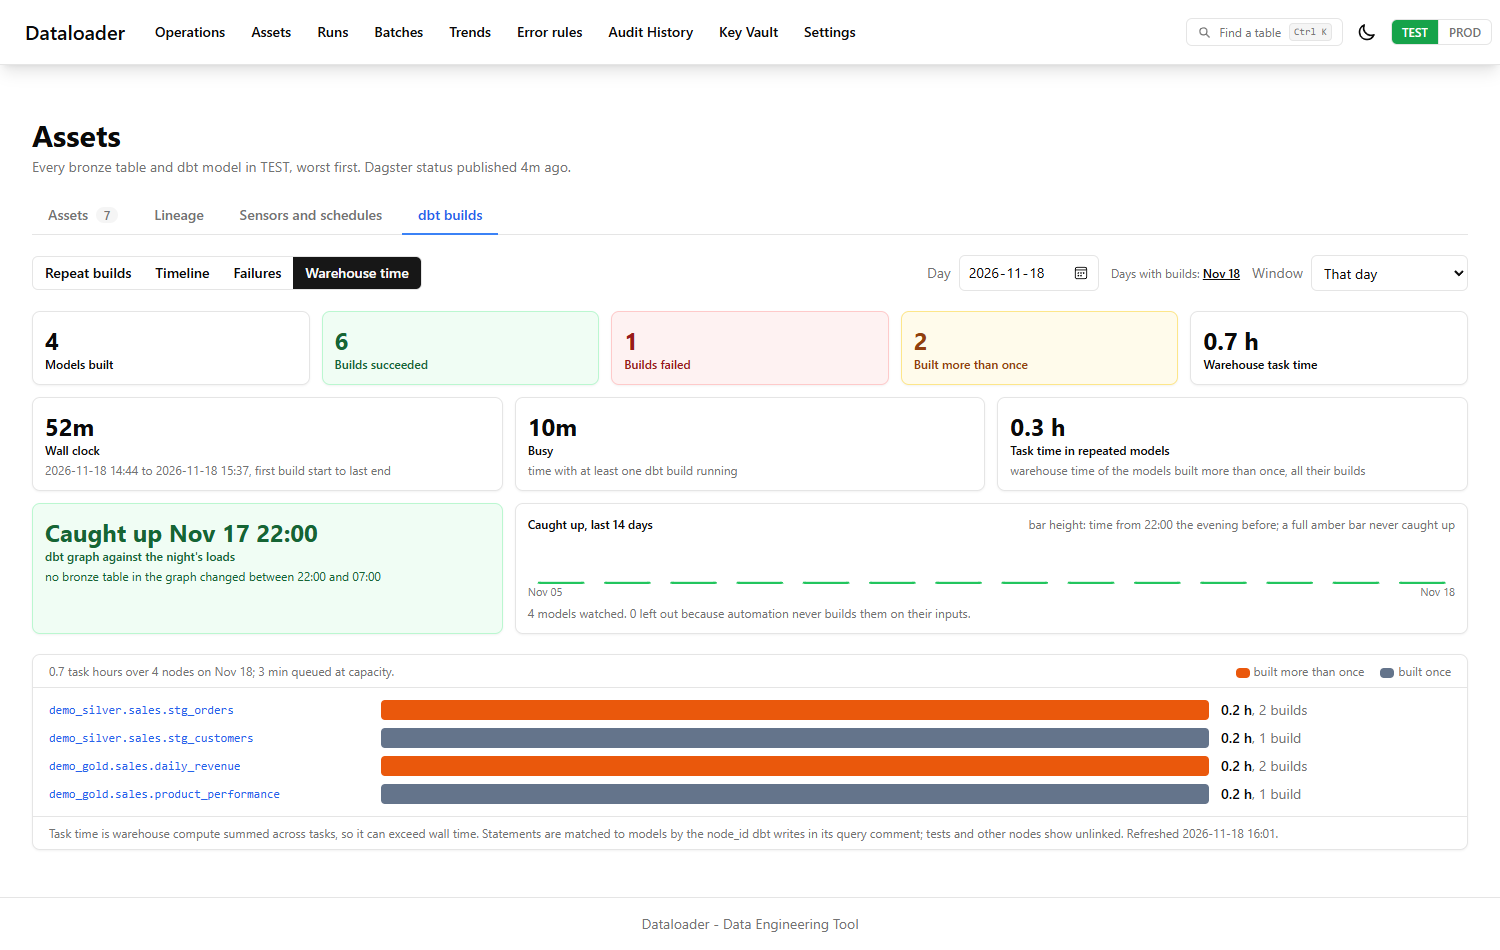 Dataloader Operations Assets Runs Batches Trends Error rules Audit History Key Vault Settings Find a table Ctrl K TEST PROD
Assets
Every bronze table and dbt model in TEST, worst first. Dagster status published 4m ago.
Assets 7 Lineage Sensors and schedules dbt builds
Repeat builds Timeline Failures Warehouse time Day 2026-11-18 Days with builds: Nov 18 Window That day
4
Models built
6
Builds succeeded
1
Builds failed
2
Built more than once
0.7 h
Warehouse task time
52m
Wall clock
2026-11-18 14:44 to 2026-11-18 15:37, first build start to last end
10m
Busy
time with at least one dbt build running
0.3 h
Task time in repeated models
warehouse time of the models built more than once, all their builds
Caught up Nov 17 22:00
dbt graph against the night's loads
no bronze table in the graph changed between 22:00 and 07:00
Caught up, last 14 days bar height: time from 22:00 the evening before; a full amber bar never caught up
Nov 05 Nov 18
4 models watched. 0 left out because automation never builds them on their inputs.
0.7 task hours over 4 nodes on Nov 18; 3 min queued at capacity. built more than once built once
demo_silver.sales.stg_orders 0.2 h, 2 builds
demo_silver.sales.stg_customers 0.2 h, 1 build
demo_gold.sales.daily_revenue 0.2 h, 2 builds
demo_gold.sales.product_performance 0.2 h, 1 build
Task time is warehouse compute summed across tasks, so it can exceed wall time. Statements are matched to models by the node_id dbt writes in its query comment; tests and other nodes show unlinked. Refreshed 2026-11-18 16:01.
Dataloader - Data Engineering Tool